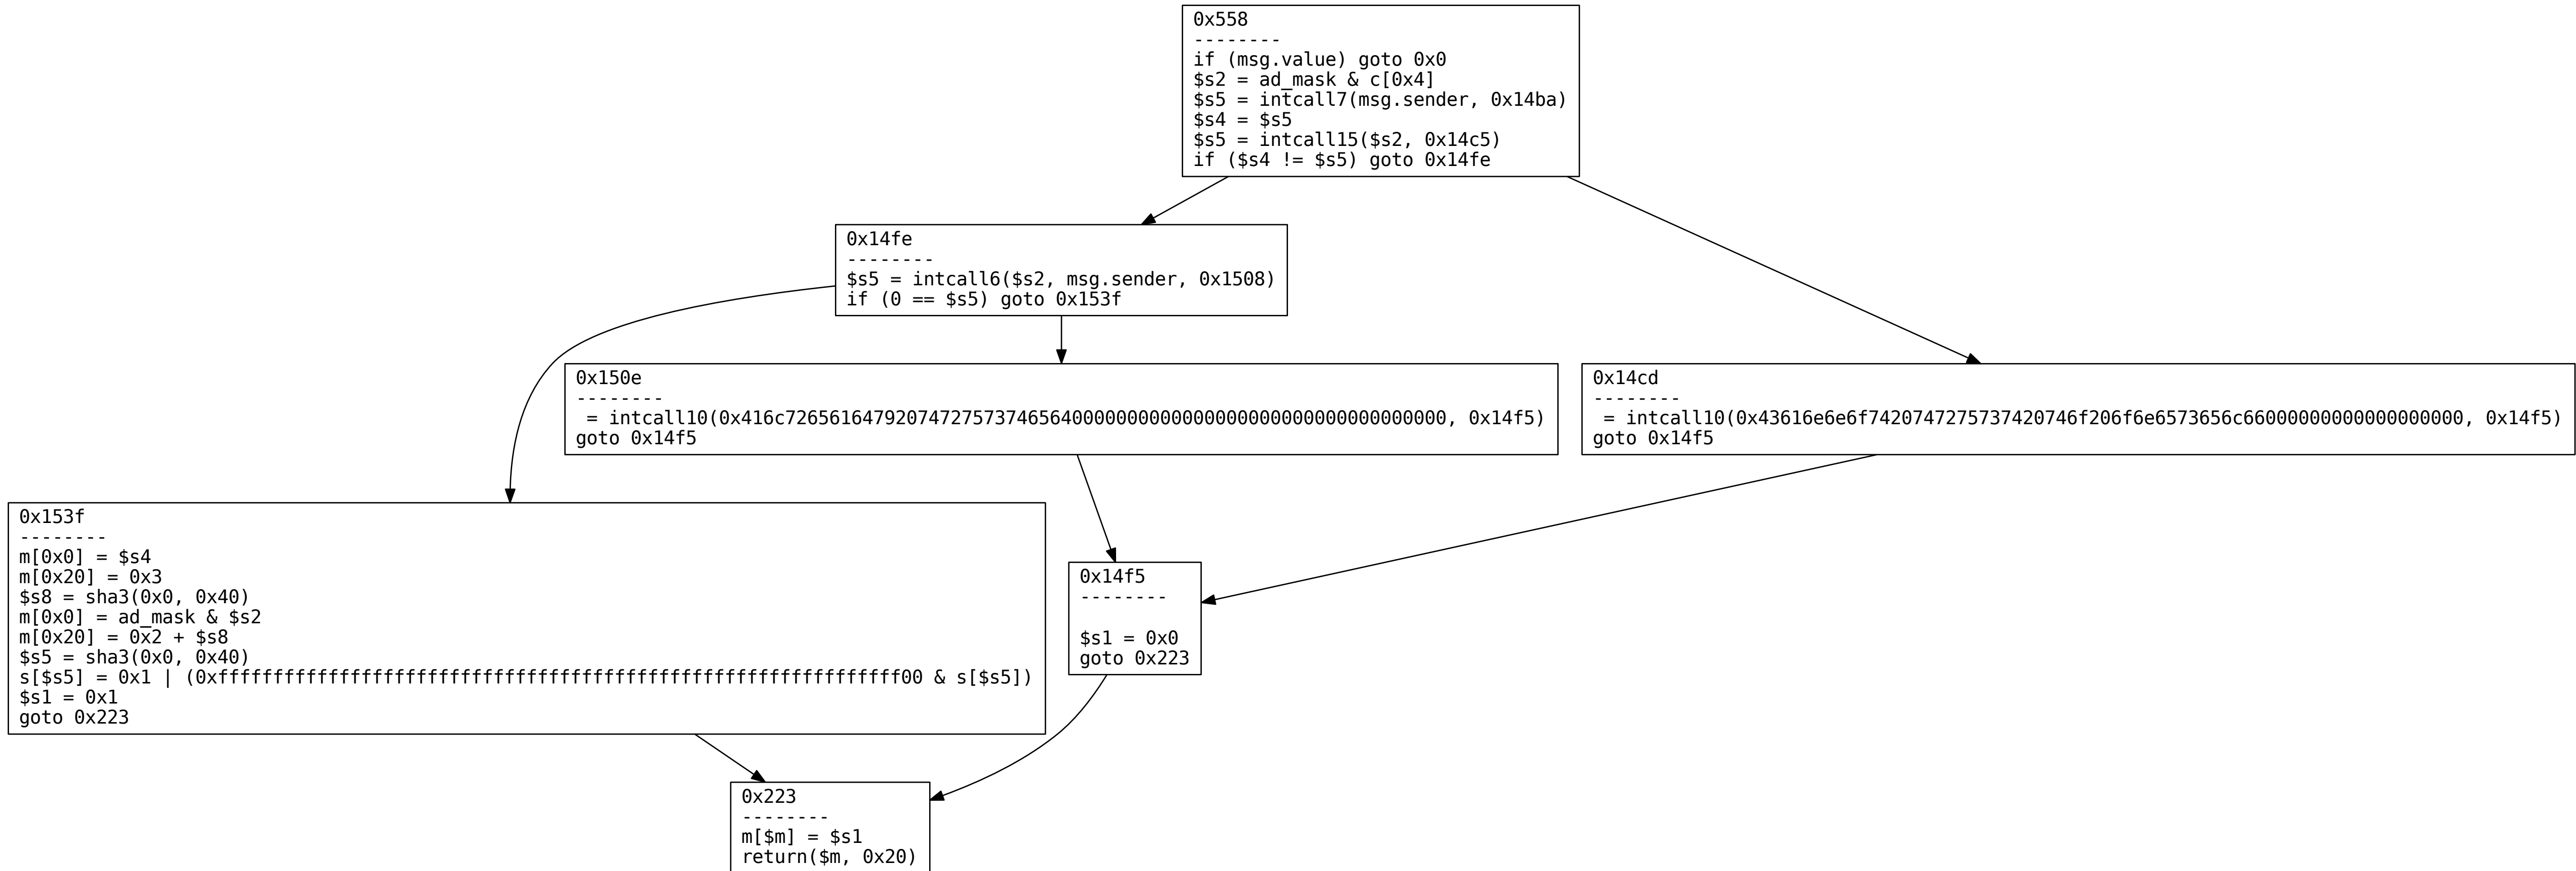 0x558
--------
if (msg.value) goto 0x0
$s2 = ad_mask & c[0x4]
$s5 = intcall7(msg.sender, 0x14ba)
$s4 = $s5
$s5 = intcall15($s2, 0x14c5)
if ($s4 != $s5) goto 0x14fe
0x14fe
--------
$s5 = intcall6($s2, msg.sender, 0x1508)
if (0 == $s5) goto 0x153f
0x150e
--------
= intcall10(0x416c726561647920747275737465640000000000000000000000000000000000, 0x14f5)
goto 0x14f5
0x14cd
--------
= intcall10(0x43616e6e6f7420747275737420746f206f6e6573656c66000000000000000000, 0x14f5)
goto 0x14f5
0x153f
--------
m[0x0] = $s4
m[0x20] = 0x3
$s8 = sha3(0x0, 0x40)
m[0x0] = ad_mask & $s2
m[0x20] = 0x2 + $s8
$s5 = sha3(0x0, 0x40)
s[$s5] = 0x1 | (0xffffffffffffffffffffffffffffffffffffffffffffffffffffffffffffff00 & s[$s5])
$s1 = 0x1
goto 0x223
0x14f5
--------
$s1 = 0x0
goto 0x223
0x223
--------
m[$m] = $s1
return($m, 0x20)